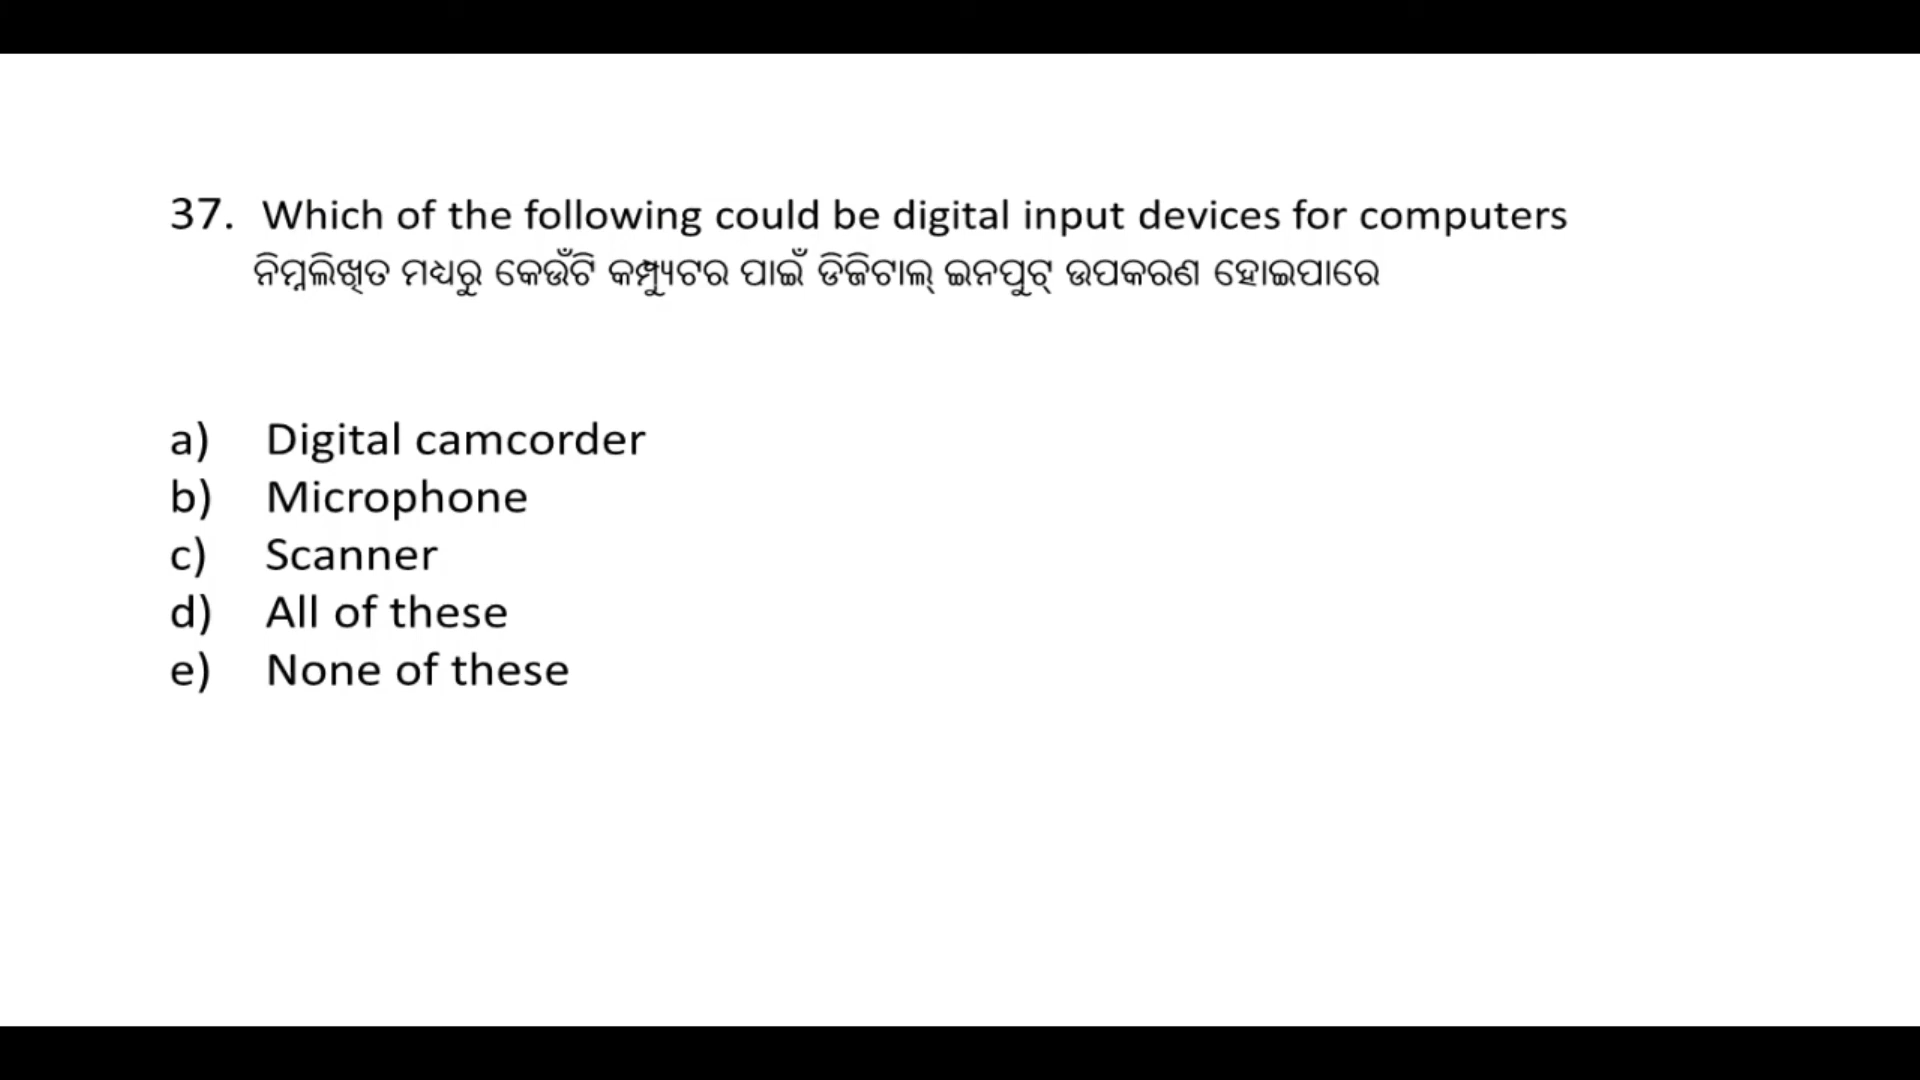 37. Which of the following could be digital input devices for computers
ନିମ୍ନଲିଖିତ ମଧ୍ୟରୁ କେଉଁଟି କମ୍ପ୍ୟୁଟର ପାଇଁ ଡିଜିଟାଲ୍ ଇନପୁଟ୍ ଉପକରଣ ହୋଇପାରେ
a) Digital camcorder
b) Microphone
c) Scanner
d) All of these
e) None of these